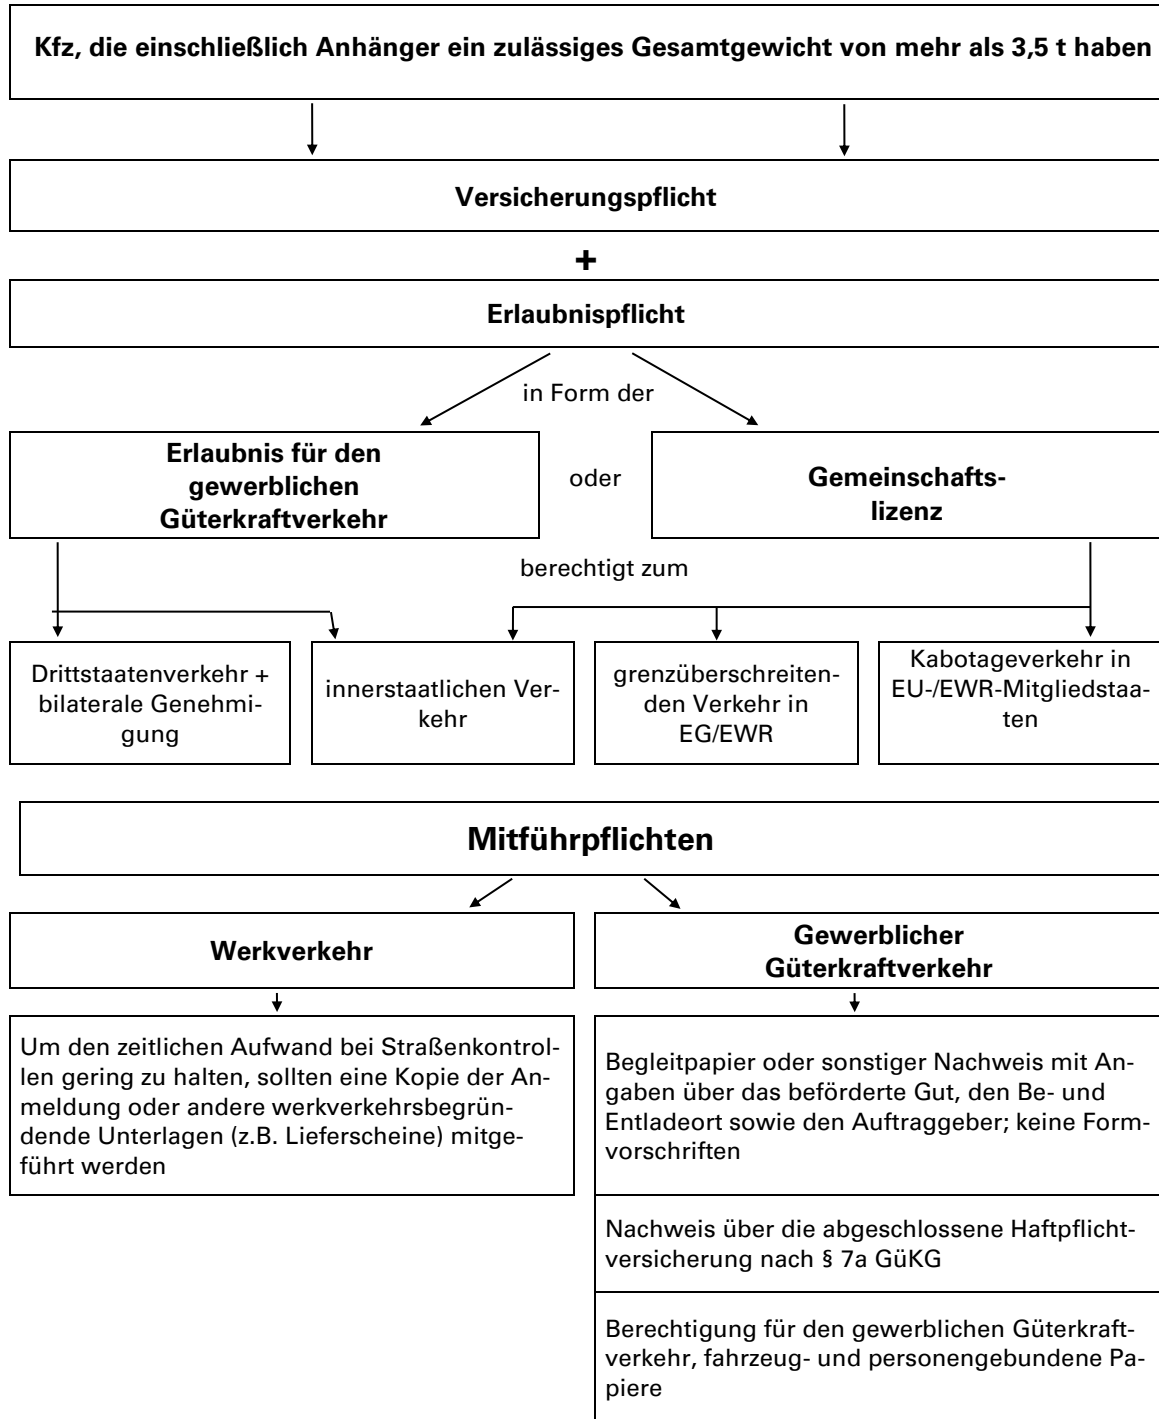 Kfz, die einschließlich Anhänger ein zulässiges Gesamtgewicht von mehr als 3,5 t haben
Versicherungspflicht
+
Erlaubnispflicht
in Form der
Erlaubnis für den
gewerblichen
Güterkraftverkehr
oder
Gemeinschafts-
lizenz
berechtigt zum
Drittstaatenverkehr +
bilaterale Genehmi-
gung
innerstaatlichen Ver-
kehr
grenzüberschreiten-
den Verkehr in
EG/EWR
Kabotageverkehr in
EU-/EWR-Mitgliedstaa-
ten
Mitführpflichten
Werkverkehr
Um den zeitlichen Aufwand bei Straßenkontrol-
len gering zu halten, sollten eine Kopie der An-
meldung oder andere werkverkehrsbegrün-
dende Unterlagen (z.B. Lieferscheine) mitge-
führt werden
Gewerblicher
Güterkraftverkehr
Begleitpapier oder sonstiger Nachweis mit An-
gaben über das beförderte Gut, den Be- und
Entladeort sowie den Auftraggeber; keine Form-
vorschriften
Nachweis über die abgeschlossene Haftpflicht-
versicherung nach § 7a GüKG
Berechtigung für den gewerblichen Güterkraft-
verkehr, fahrzeug- und personengebundene Pa-
piere